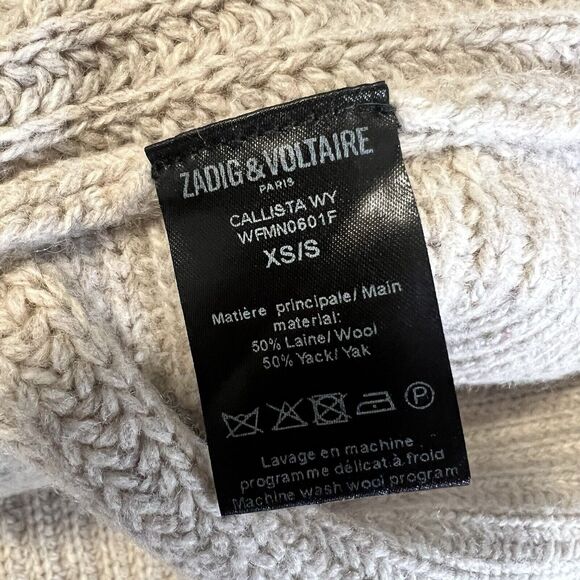 ZADIG&VOLTAIRE
PARIS
CALLISTA WY
WFMN0601F
XS/S
Matière principale/ Main
material:
50% Laine/ Wool
50% Yack/ Yak
P
Lavage en machine
programme délicat à froid
Machine wash wool program